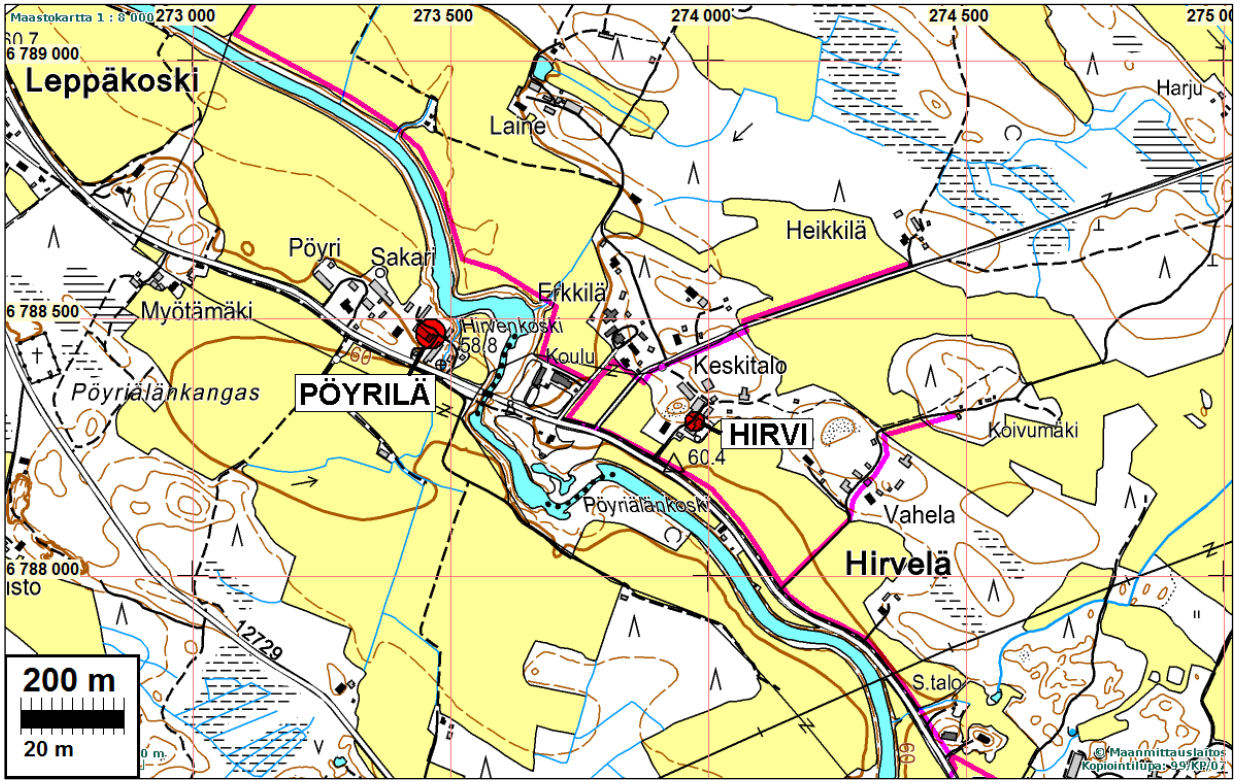 Maastokartta 1 : 8 000
273 000
273 500
274 000
274 500
6 789 000
Leppäkoski
Harju
Laine
Heikkilä
Pöyri
Sakari
Erkkilä
Myötämäki
6 788 500
Hirvenkoski
58.8
60
Koulu
Keskitalo
Pöyriälänkangas
PÖYRILÄ
HIRVI
Koivumäki
60.4
Pöyriälänkoski
Vahela
Hirvelä
6 788 000
isto
12729
S.talo
60
200 m
20 m
© Maanmittauslaitos
Kopiointilupa: 99/KP/07